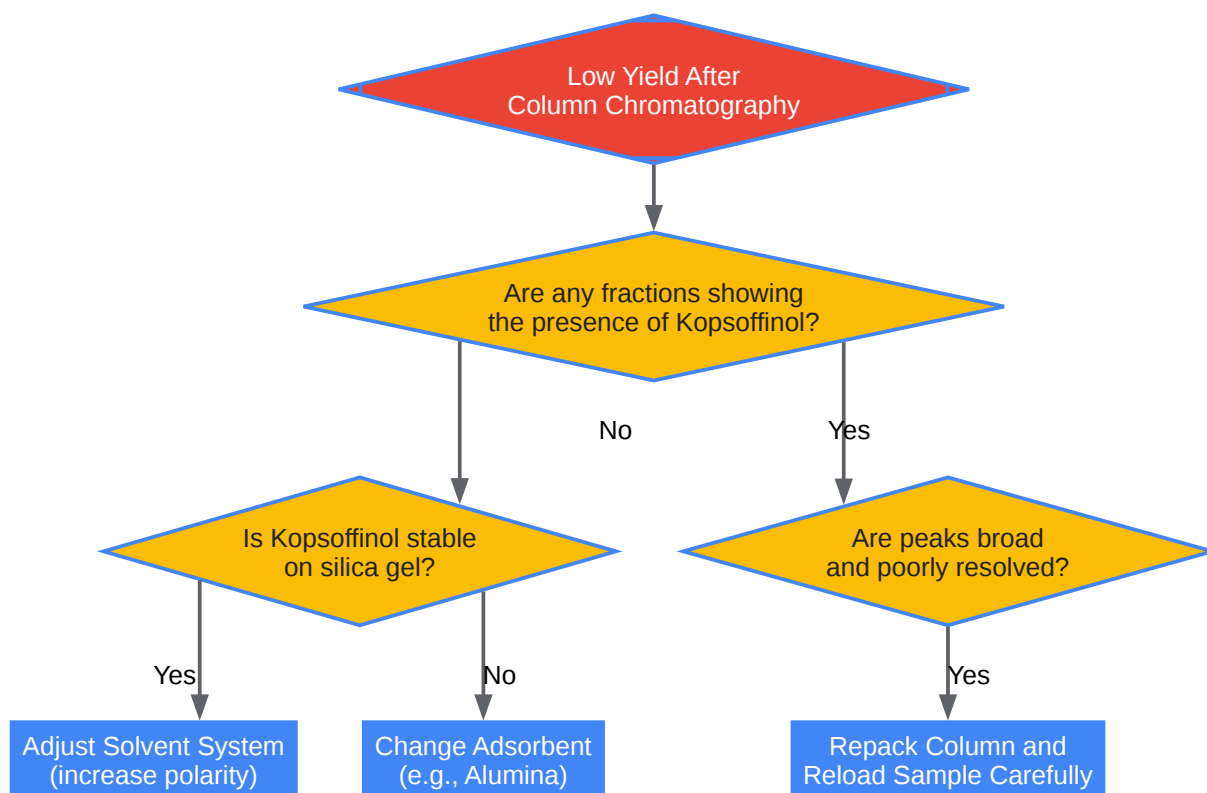 Low Yield After
Column Chromatography
Are any fractions showing
the presence of Kopsoffinol?
No
Yes
Is Kopsoffinol stable
on silica gel?
Are peaks broad
and poorly resolved?
Yes
No
Yes
Adjust Solvent System
(increase polarity)
Change Adsorbent
(e.g., Alumina)
Repack Column and
Reload Sample Carefully